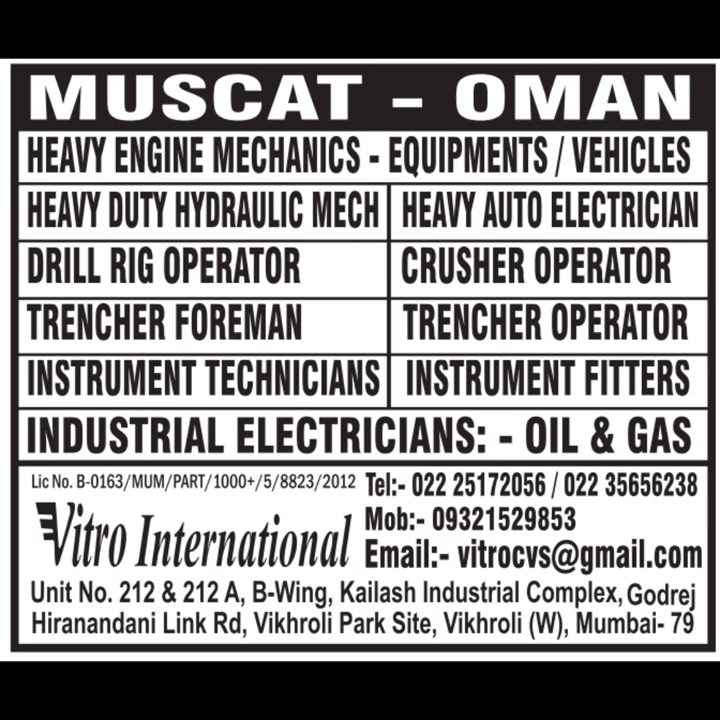 MUSCAT - OMAN
HEAVY ENGINE MECHANICS - EQUIPMENTS / VEHICLES
HEAVY DUTY HYDRAULIC MECH
HEAVY AUTO ELECTRICIAN
DRILL RIG OPERATOR
CRUSHER OPERATOR
TRENCHER FOREMAN
TRENCHER OPERATOR
INSTRUMENT TECHNICIANS
INSTRUMENT FITTERS
INDUSTRIAL ELECTRICIANS: - OIL & GAS
Lic No. B-0163/MUM/PART/1000+/5/8823/2012
Tel:- 022 25172056 / 022 35656238
Vitro International
Mob:- 09321529853
Email:- vitrocvs@gmail.com
Unit No. 212 & 212 A, B-Wing, Kailash Industrial Complex, Godrej
Hiranandani Link Rd, Vikhroli Park Site, Vikhroli (W), Mumbai- 79